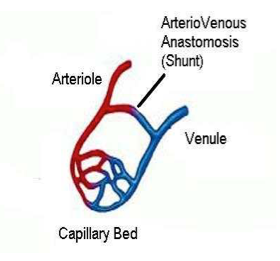 ArterioVenous
Anastomosis
(Shunt)
Arteriole
Venule
Capillary Bed